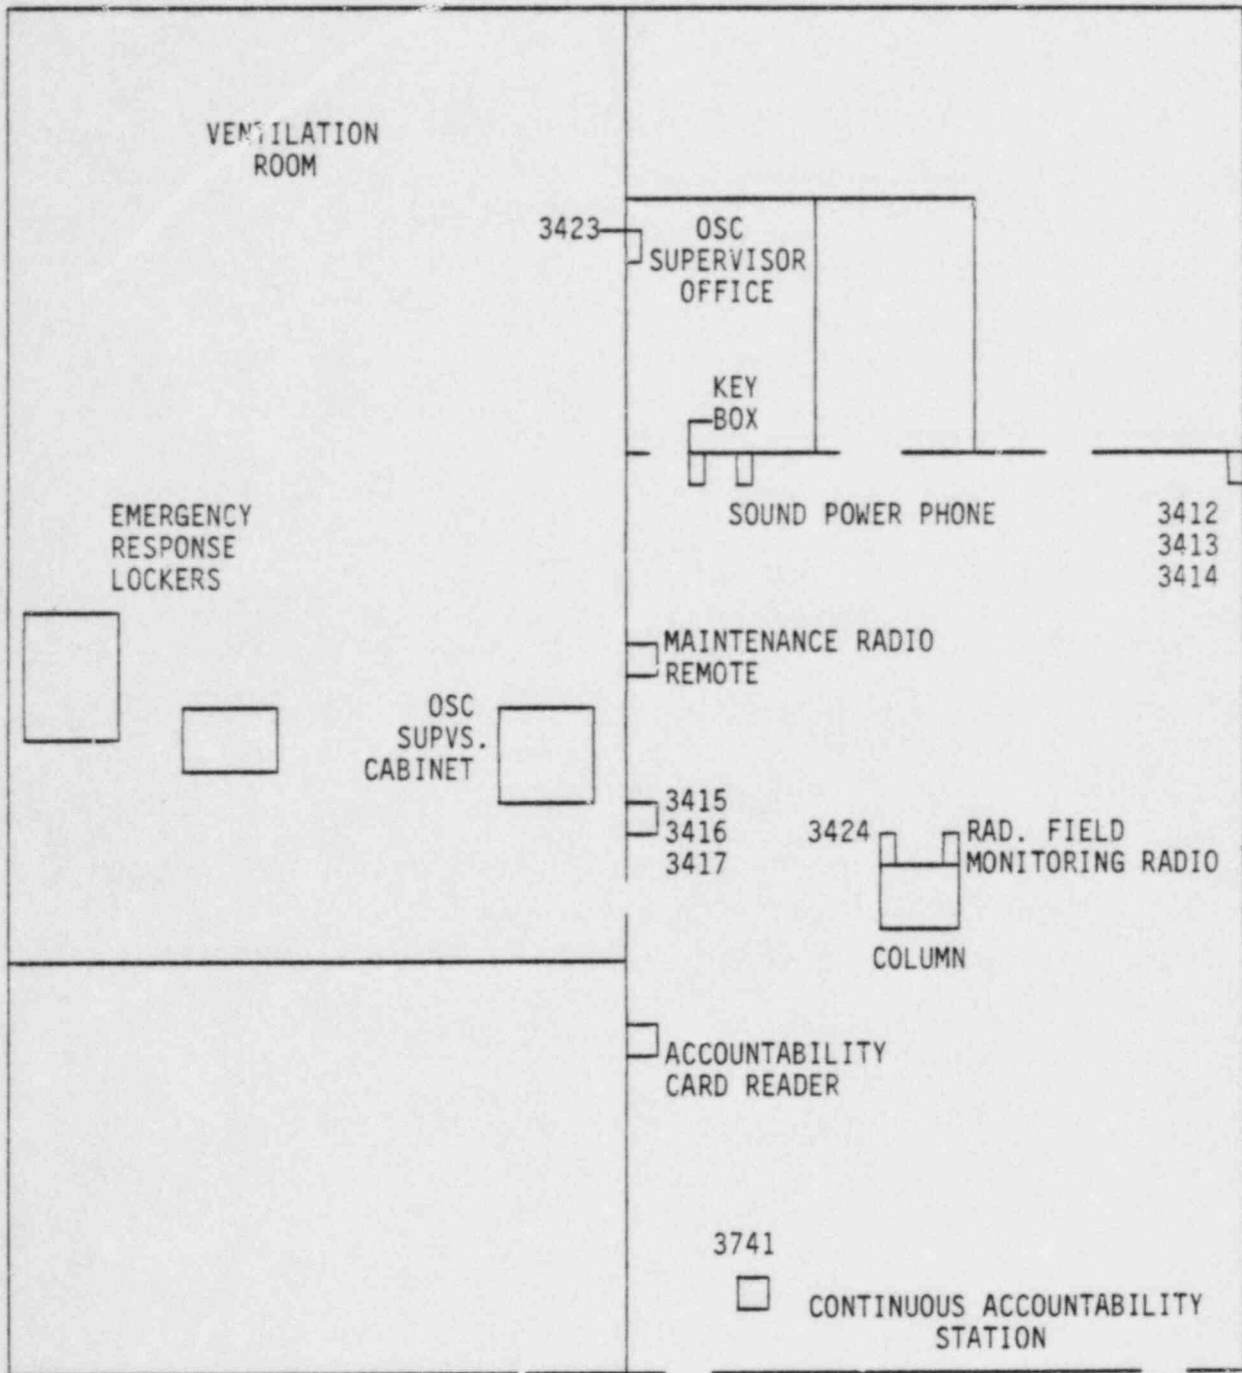 VENTILATION
ROOM
3423
OSC
SUPERVISOR
OFFICE
KEY
BOX
EMERGENCY
RESPONSE
LOCKERS
SOUND POWER PHONE
3412
3413
3414
MAINTENANCE RADIO
REMOTE
OSC
SUPVS.
CABINET
3415
3416
3417
3424
RAD. FIELD
MONITORING RADIO
COLUMN
ACCOUNTABILITY
CARD READER
3741
CONTINUOUS ACCOUNTABILITY
STATION